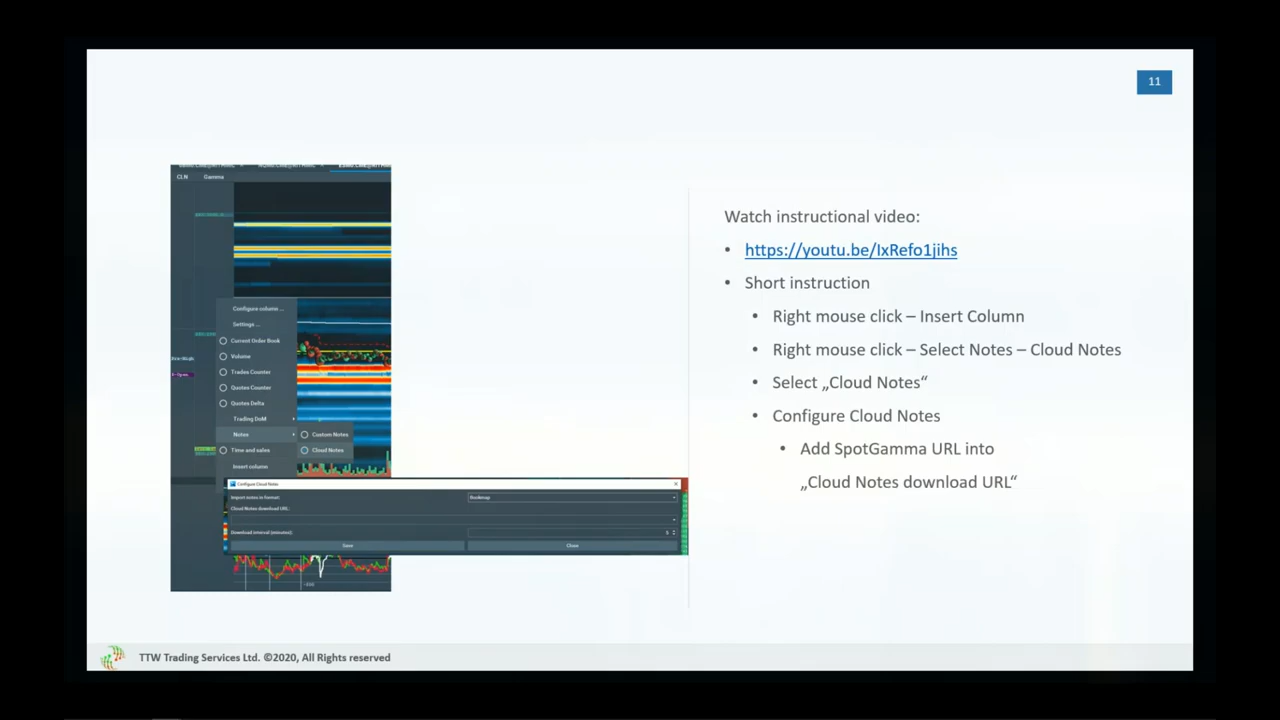 11
CLN Gamma
Configure column ...
Settings ...
Current Order Book
Volume
Trades Counter
Quotes Counter
Quotes Delta
Trading DoM
Notes
Custom Notes
Time and sales
Cloud Notes
Insert column
Configure Cloud Notes
Import notes in format:
Bookmap
Cloud Notes download URL:
Download interval (minutes):
5
Save
Close
Watch instructional video:
• https://youtu.be/IxRefo1jihs
• Short instruction
• Right mouse click – Insert Column
• Right mouse click – Select Notes – Cloud Notes
• Select „Cloud Notes“
• Configure Cloud Notes
• Add SpotGamma URL into
„Cloud Notes download URL“
TTW Trading Services Ltd. ©2020, All Rights reserved